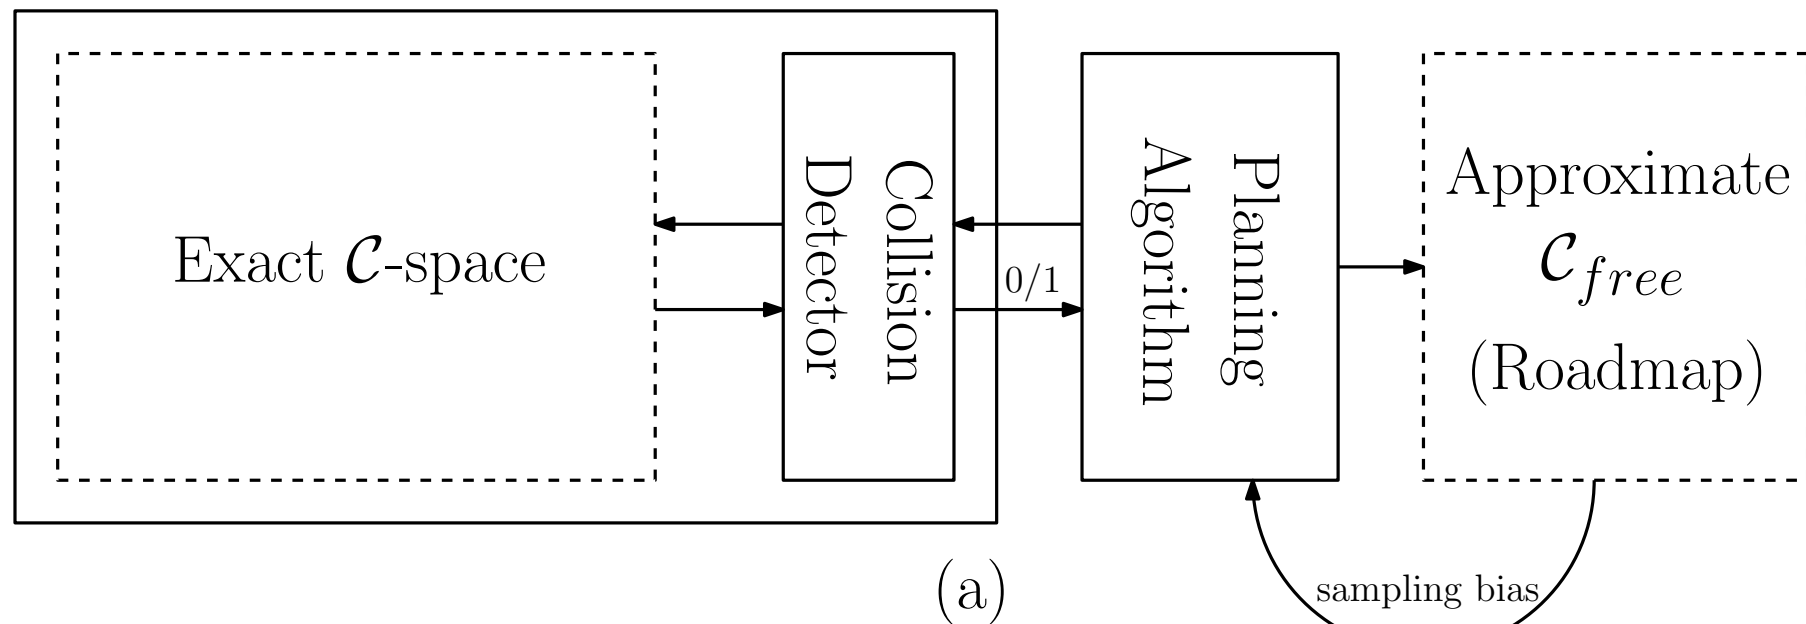 Exact 𝒞-space
Collision
Detector
0/1
Planning
Algorithm
Approximate
𝒞free
(Roadmap)
sampling bias
(a)